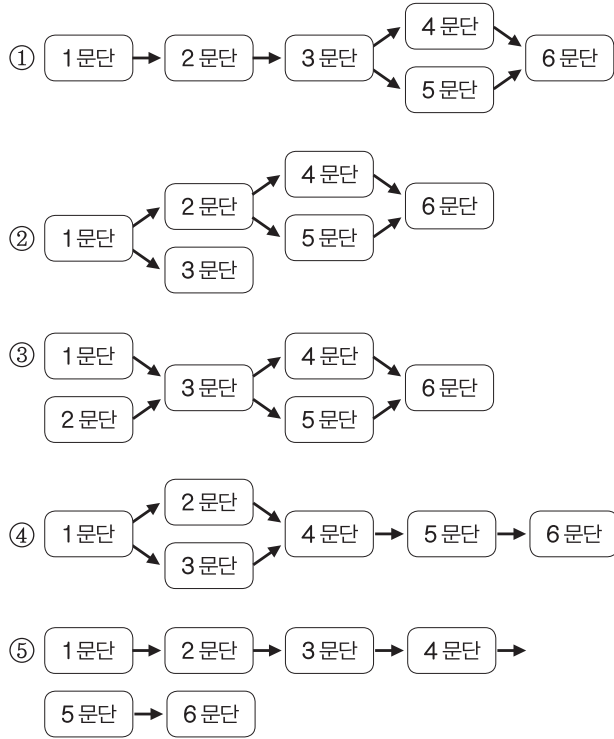 4 문단
① 1 문단 2 문단 3 문단 6 문단
5 문단
4 문단
2 문단 6 문단
② 1 문단 5 문단
3 문단
③ 1 문단 4 문단
3 문단 6 문단
2 문단 5 문단
2 문단
④ 1 문단 4 문단 5 문단 6 문단
3 문단
⑤ 1 문단 2 문단 3 문단 4 문단
5 문단 6 문단